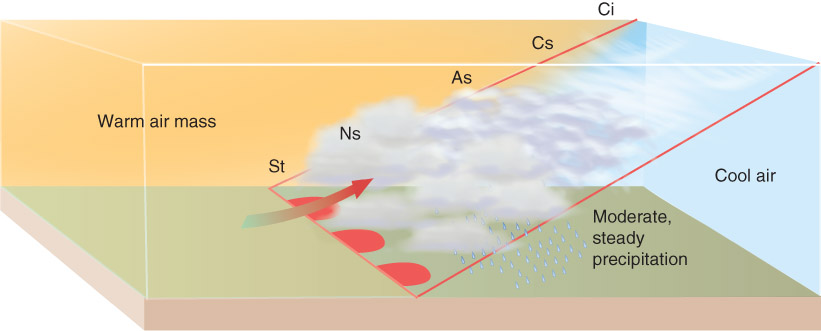 Ci
Cs
As
Warm air mass
Ns
St
Cool air
Moderate,
steady
precipitation